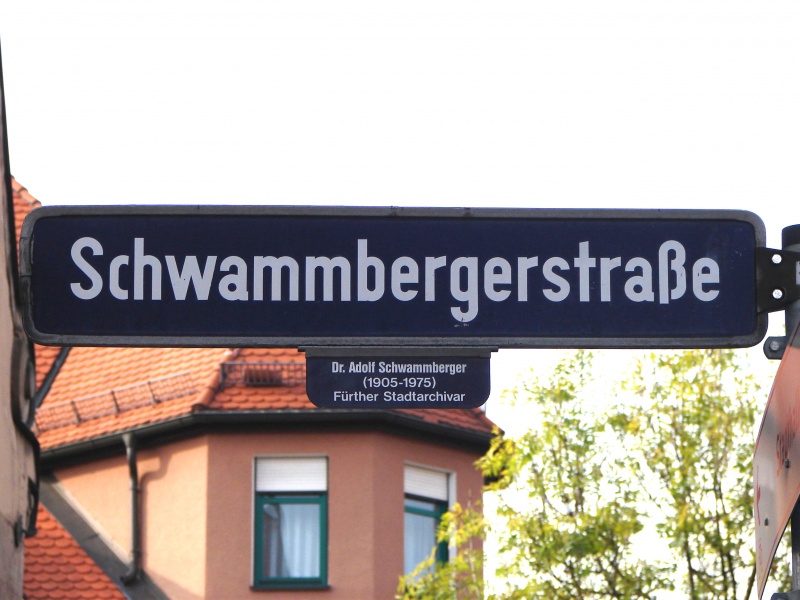 Schwammbergerstraße
Dr. Adolf Schwammberger
(1905-1975)
Fürther Stadtarchivar